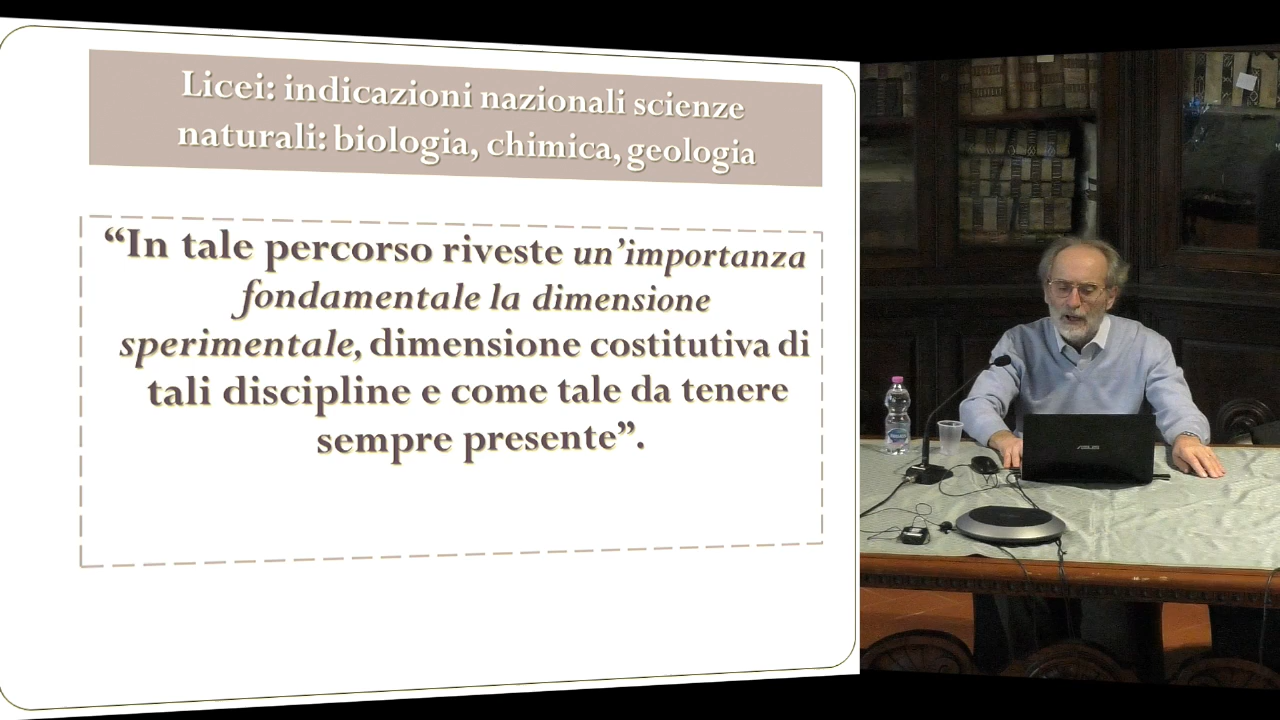 Licei: indicazioni nazionali scienze
naturali: biologia, chimica, geologia
“In tale percorso riveste un’importanza
fondamentale la dimensione
sperimentale, dimensione costitutiva di
tali discipline e come tale da tenere
sempre presente”.
ASUS